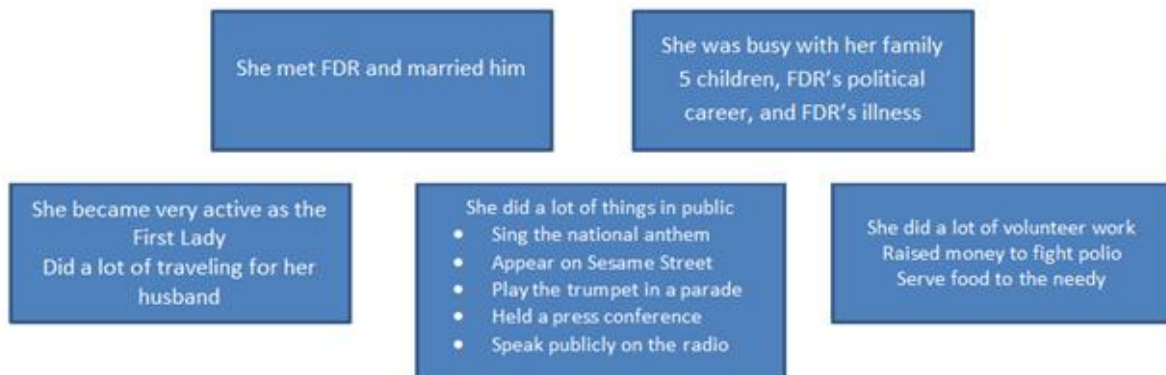 She met FDR and married him
She was busy with her family
5 children, FDR's political
career, and FDR's illness
She became very active as the
First Lady
Did a lot of traveling for her
husband
She did a lot of things in public
• Sing the national anthem
• Appear on Sesame Street
• Play the trumpet in a parade
• Held a press conference
• Speak publicly on the radio
She did a lot of volunteer work
Raised money to fight polio
Serve food to the needy